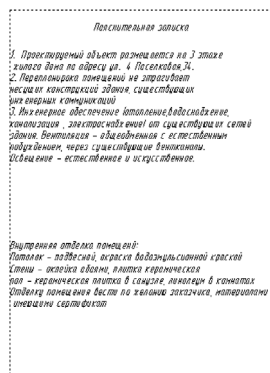 Пояснительная записка
1. Проектируемый объект размещается на 3 этаже
жилого дома по адресу ул. 4 Поселковая,34.
2. Перепланирока помещений не затрагивает
несущих конструкций здания, существующих
инженерных коммуникаций
3. Инженерное обеспечение (отопление,водоснабжение,
канализация , электроснабжение) от существующих сетей
здания. Вентиляция - общеобменная с естественным
побуждением, через существующие вентканалы.
Освещение - естественное и искусственное.
Внутренняя отделка помещений:
Потолок - подвесной, окраска водоэмульсионной краской
Стены - оклейка обоями, плитка керамическая
пол - керамическая плитка в санузле, линолеум в комнатах
Отделку помещения вести по желанию заказчика, материалами
имеющими сертификат